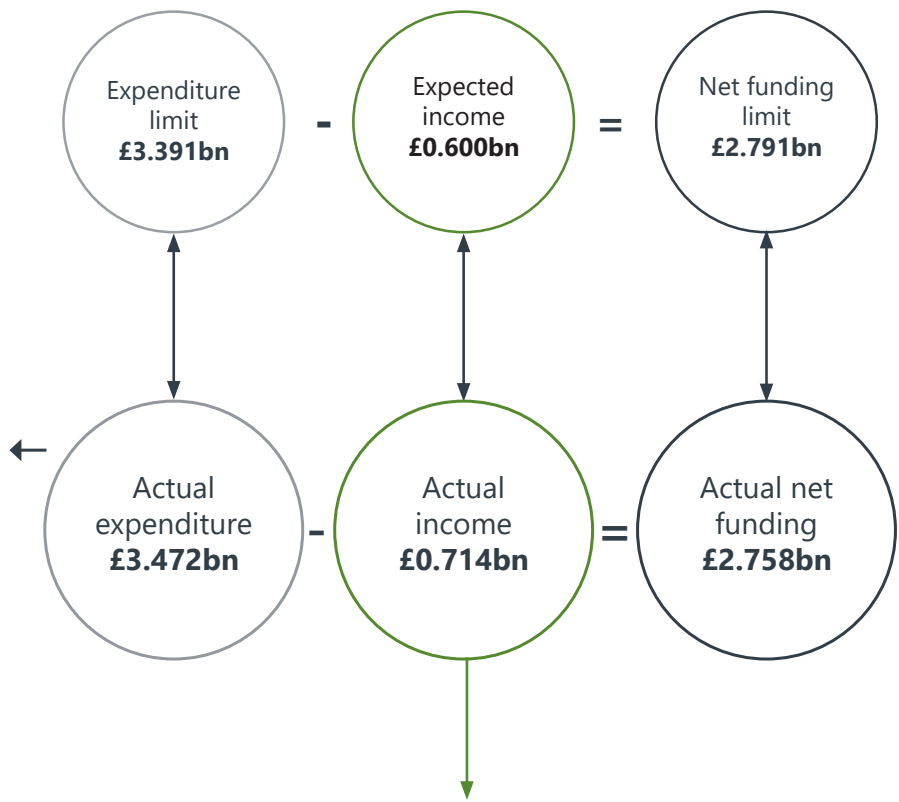 Expenditure
limit
£3.391bn
-
Expected
income
£0.600bn
=
Net funding
limit
£2.791bn
Actual
expenditure
£3.472bn
-
Actual
income
£0.714bn
=
Actual net
funding
£2.758bn